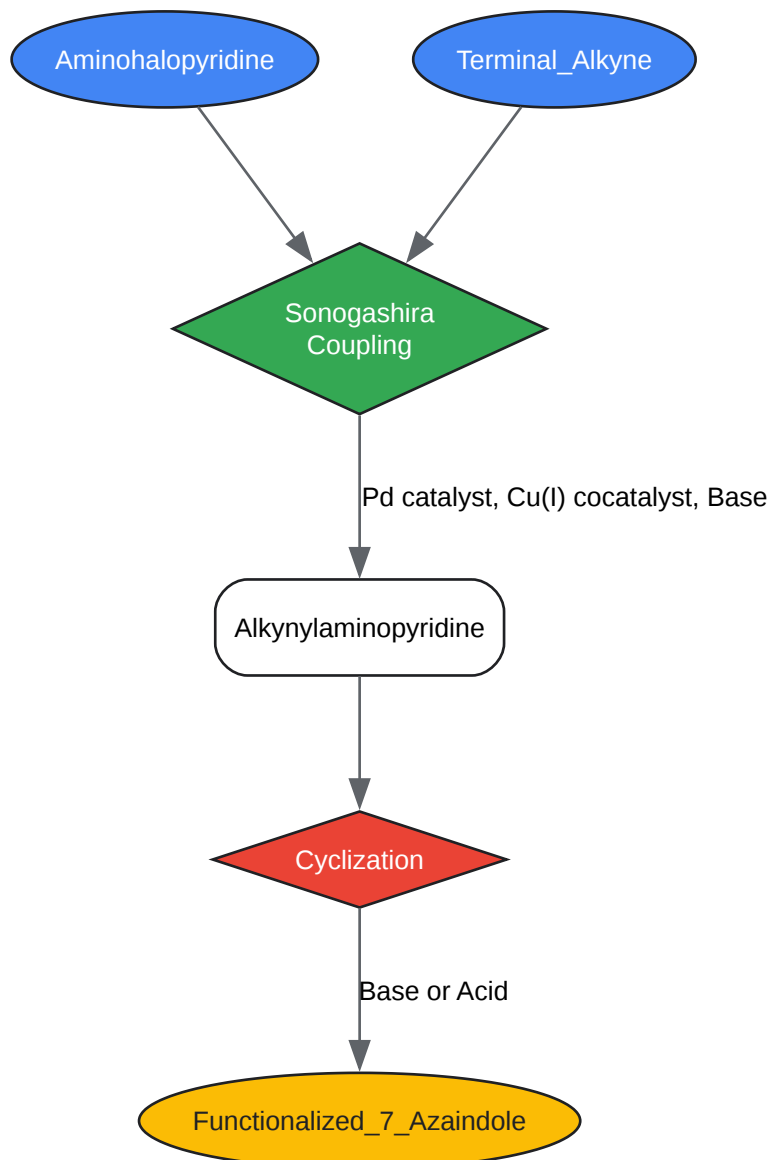 Aminohalopyridine
Terminal_Alkyne
Sonogashira
Coupling
Pd catalyst, Cu(I) cocatalyst, Base
Alkynylaminopyridine
Cyclization
Base or Acid
Functionalized_7_Azaindole